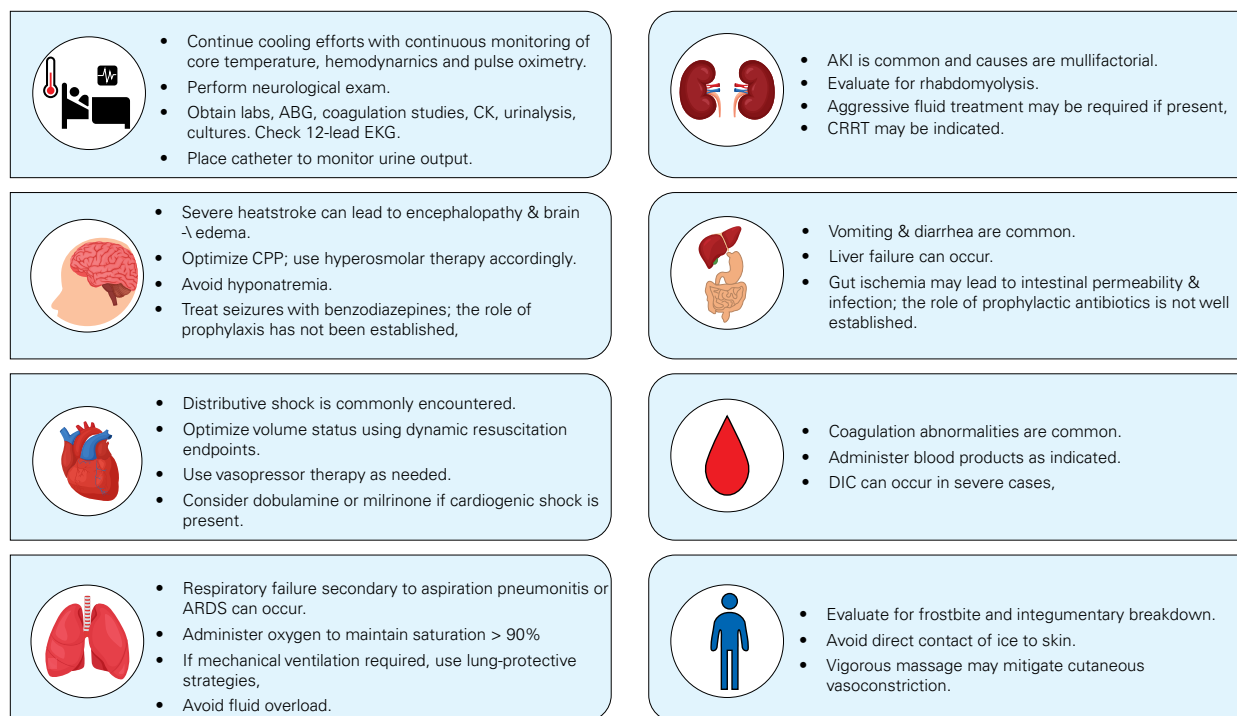 • Continue cooling efforts with continuous monitoring of
core temperature, hemodynarnics and pulse oximetry.
• Perform neurological exam.
• Obtain labs, ABG, coagulation studies, CK, urinalysis,
cultures. Check 12-lead EKG.
• Place catheter to monitor urine output.
• AKI is common and causes are mullifactorial.
• Evaluate for rhabdomyolysis.
• Aggressive fluid treatment may be required if present,
• CRRT may be indicated.
• Severe heatstroke can lead to encephalopathy & brain
-\ edema.
• Optimize CPP; use hyperosmolar therapy accordingly.
• Avoid hyponatremia.
• Treat seizures with benzodiazepines; the role of
prophylaxis has not been established,
• Vomiting & diarrhea are common.
• Liver failure can occur.
• Gut ischemia may lead to intestinal permeability &
infection; the role of prophylactic antibiotics is not well
established.
• Distributive shock is commonly encountered.
• Optimize volume status using dynamic resuscitation
endpoints.
• Use vasopressor therapy as needed.
• Consider dobulamine or milrinone if cardiogenic shock is
present.
• Coagulation abnormalities are common.
• Administer blood products as indicated.
• DIC can occur in severe cases,
• Respiratory failure secondary to aspiration pneumonitis or
ARDS can occur.
• Administer oxygen to maintain saturation > 90%
• If mechanical ventilation required, use lung-protective
strategies,
• Avoid fluid overload.
• Evaluate for frostbite and integumentary breakdown.
• Avoid direct contact of ice to skin.
• Vigorous massage may mitigate cutaneous
vasoconstriction.